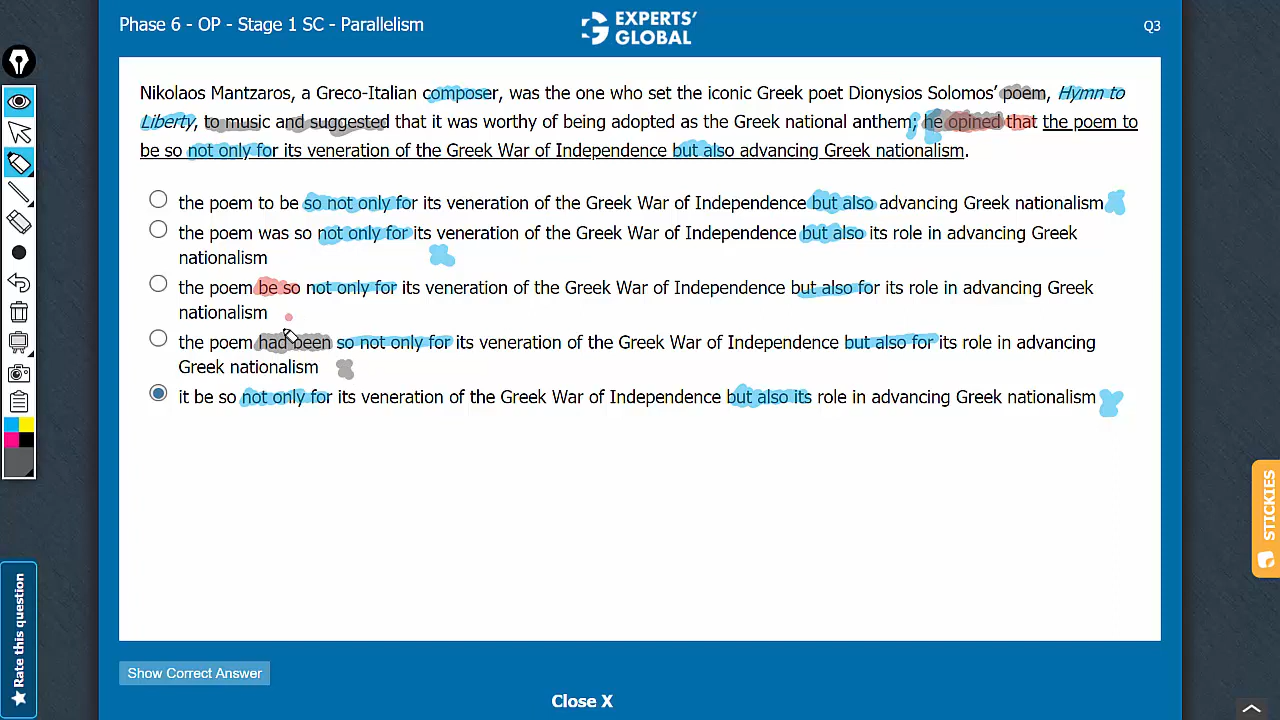 Phase 6 - OP - Stage 1 SC - Parallelism
EXPERTS'
GLOBAL
Q3
Nikolaos Mantzaros, a Greco-Italian composer, was the one who set the iconic Greek poet Dionysios Solomos' poem, Hymn to
Liberty, to music and suggested that it was worthy of being adopted as the Greek national anthem; he opined that the poem to
be so not only for its veneration of the Greek War of Independence but also advancing Greek nationalism.
the poem to be so not only for its veneration of the Greek War of Independence but also advancing Greek nationalism
the poem was so not only for its veneration of the Greek War of Independence but also its role in advancing Greek
nationalism
the poem be so not only for its veneration of the Greek War of Independence but also for its role in advancing Greek
nationalism
the poem had been so not only for its veneration of the Greek War of Independence but also for its role in advancing
Greek nationalism
it be so not only for its veneration of the Greek War of Independence but also its role in advancing Greek nationalism
Show Correct Answer
Close X
Rate this question
STICKIES